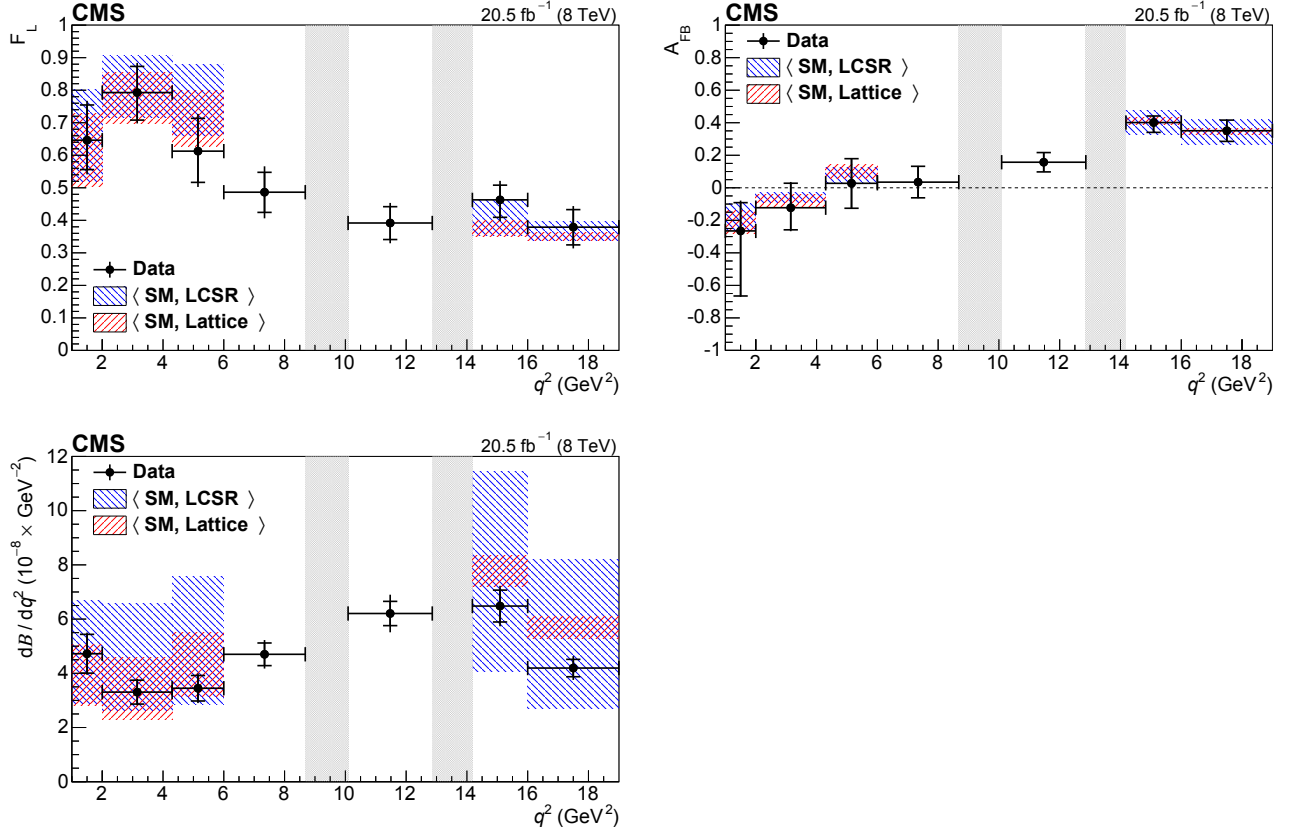 CMS 20.5 fb⁻¹ (8 TeV)
F_L
1
0.9
0.8
0.7
0.6
0.5
0.4
0.3
0.2
0.1
0
Data
⟨ SM, LCSR ⟩
⟨ SM, Lattice ⟩
2 4 6 8 10 12 14 16 18
q² (GeV²)
CMS 20.5 fb⁻¹ (8 TeV)
A_FB
1
0.8
0.6
0.4
0.2
0
-0.2
-0.4
-0.6
-0.8
-1
Data
⟨ SM, LCSR ⟩
⟨ SM, Lattice ⟩
2 4 6 8 10 12 14 16 18
q² (GeV²)
CMS 20.5 fb⁻¹ (8 TeV)
dB / dq² (10⁻⁸ × GeV⁻²)
12
10
8
6
4
2
0
Data
⟨ SM, LCSR ⟩
⟨ SM, Lattice ⟩
2 4 6 8 10 12 14 16 18
q² (GeV²)